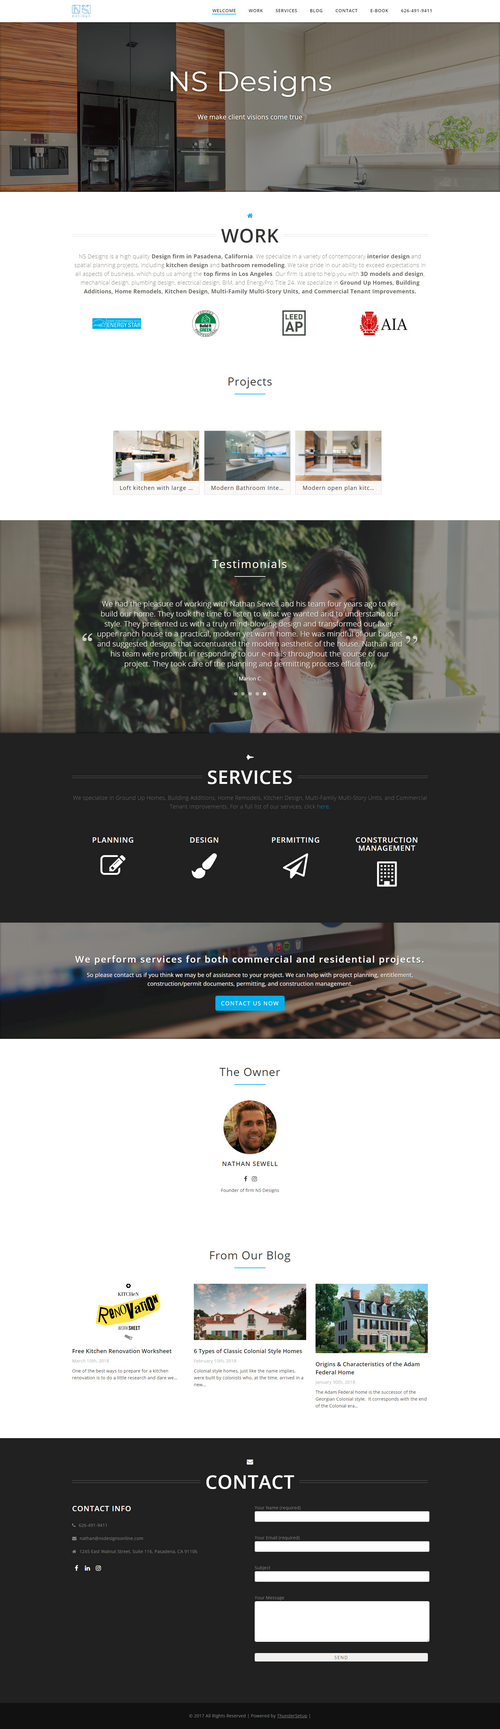 NS
WELCOME WORK SERVICES BLOG CONTACT E-BOOK 626-491-9411
NS Designs
We make client visions come true
WORK
NS Designs is a high quality Design firm in Pasadena, California. We specialize in a variety of contemporary interior design and
spatial planning projects, including kitchen design and bathroom remodeling. We take pride in our ability to exceed expectations in
all aspects of business, which puts us among the top firms in Los Angeles. Our firm is able to help you with 3D models and design,
mechanical design, plumbing design, electrical design, BIM, and EnergyPro Title 24. We specialize in Ground Up Homes, Building
Additions, Home Remodels, Kitchen Design, Multi-Family Multi-Story Units, and Commercial Tenant Improvements.
ENERGY STAR
Build It
GREEN
LEED
AP
AIA
Projects
Loft kitchen with large ...
Modern Bathroom Inte...
Modern open plan kitc...
Testimonials
We had the pleasure of working with Nathan Sewell and his team four years ago to re-
build our home. They took the time to listen to what we wanted and to understand our
style. They presented us with a truly mind-blowing design and transformed our fixer
upper ranch house to a practical, modern yet warm home. He was mindful of our budget
“ and suggested designs that accentuated the modern aesthetic of the house. Nathan and ”
his team were prompt in responding to our e-mails throughout the course of our
project. They took care of the planning and permitting process efficiently.
Marion C.
SERVICES
We specialize in Ground Up Homes, Building Additions, Home Remodels, Kitchen Design, Multi-Family Multi-Story Units, and Commercial
Tenant Improvements. For a full list of our services, click here.
PLANNING
DESIGN
PERMITTING
CONSTRUCTION
MANAGEMENT
We perform services for both commercial and residential projects.
So please contact us if you think we may be of assistance to your project. We can help with project planning, entitlement,
construction/permit documents, permitting, and construction management.
CONTACT US NOW
The Owner
NATHAN SEWELL
Founder of firm NS Designs
From Our Blog
KITCHEN
RENOVATION
WORKSHEET
Free Kitchen Renovation Worksheet
March 10th, 2018
One of the best ways to prepare for a kitchen
renovation is to do a little research and dare we...
6 Types of Classic Colonial Style Homes
February 10th, 2018
Colonial style homes, just like the name implies,
were built by colonists who, at the time, arrived in a
new...
Origins & Characteristics of the Adam
Federal Home
January 30th, 2018
The Adam Federal home is the successor of the
Georgian Colonial style. It corresponds with the end
of the Colonial era...
CONTACT
CONTACT INFO
626-491-9411
nathan@nsdesignsonline.com
1245 East Walnut Street, Suite 116, Pasadena, CA 91106
Your Name (required)
Your Email (required)
Subject
Your Message
SEND
© 2017 All Rights Reserved | Powered by ThunderSetup |